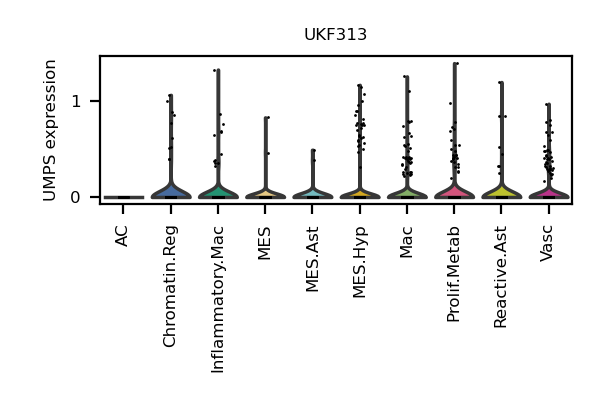 UKF313
UMPS expression
1
0
AC
Chromatin.Reg
Inflammatory.Mac
MES
MES.Ast
MES.Hyp
Mac
Prolif.Metab
Reactive.Ast
Vasc